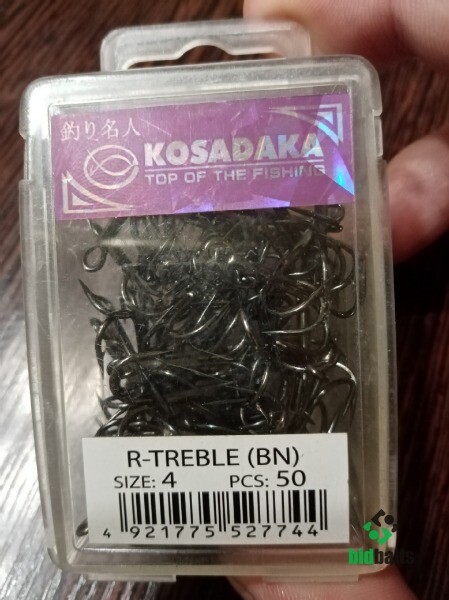 釣り名人
KOSADAKA
TOP OF THE FISHING
R-TREBLE (BN)
SIZE: 4 PCS: 50
4 921775 527744